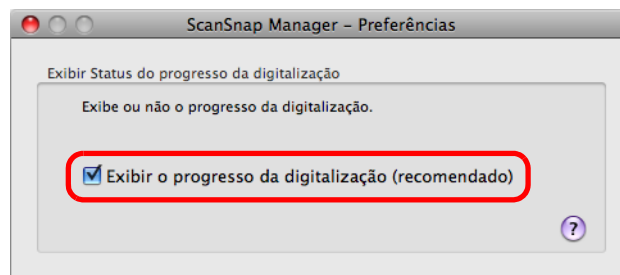 ScanSnap Manager – Preferências
Exibir Status do progresso da digitalização
Exibe ou não o progresso da digitalização.
Exibir o progresso da digitalização (recomendado)
?